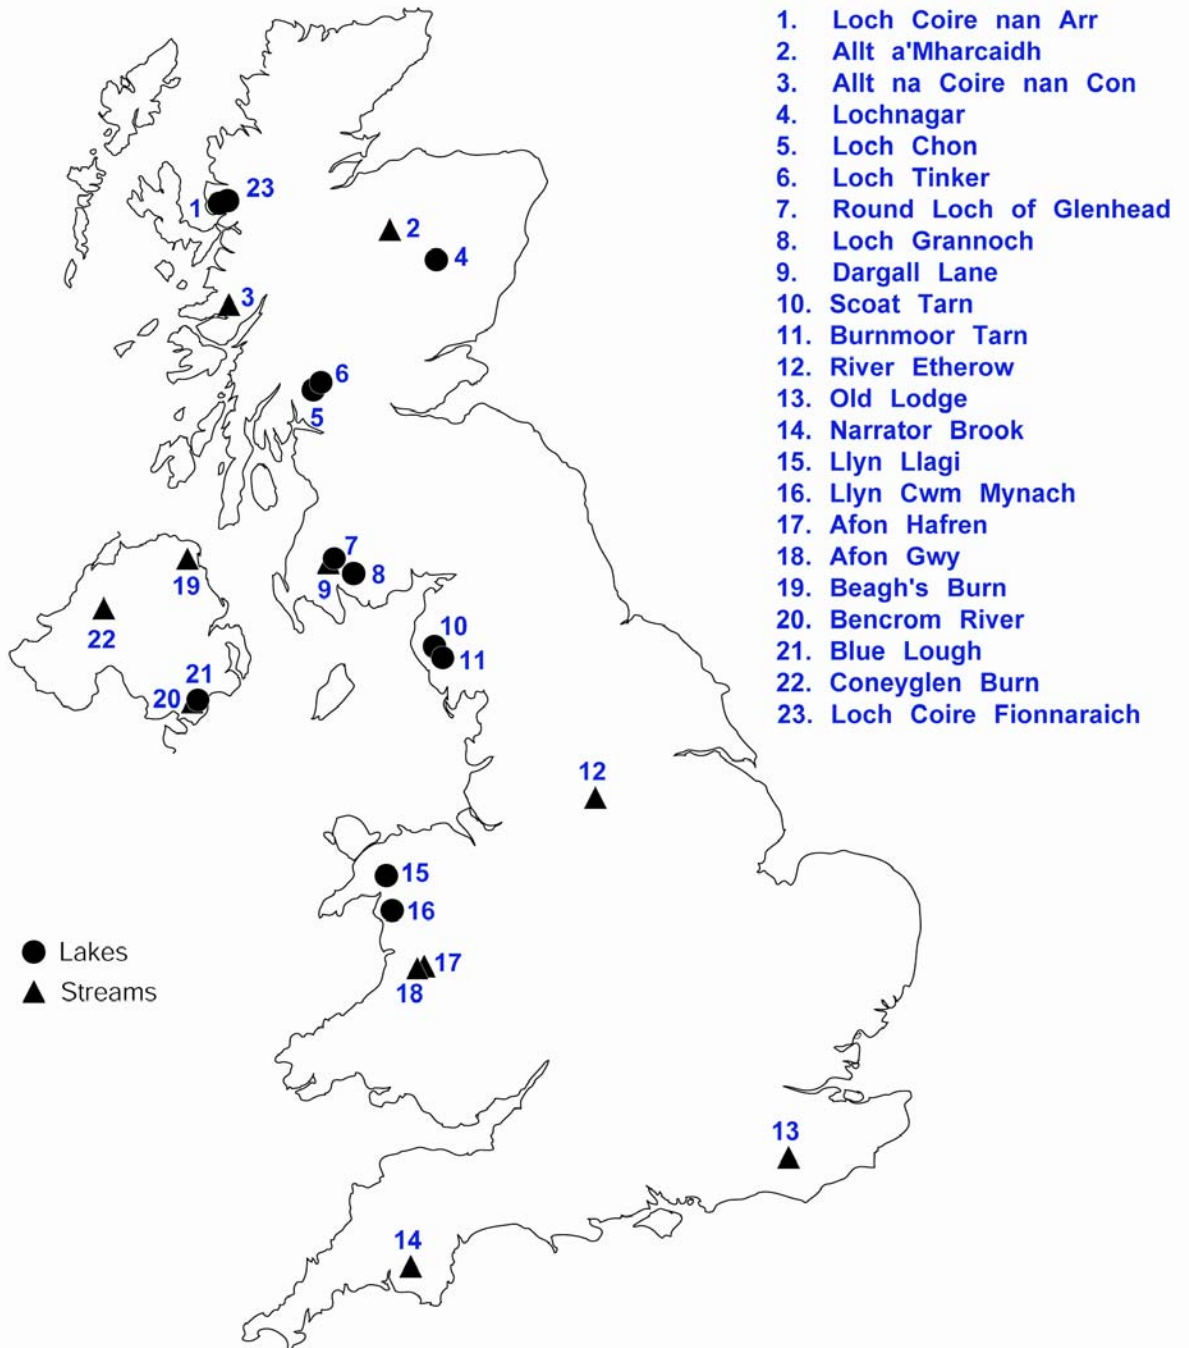 1. Loch Coire nan Arr
2. Allt a'Mharcaidh
3. Allt na Coire nan Con
4. Lochnagar
5. Loch Chon
6. Loch Tinker
7. Round Loch of Glenhead
8. Loch Grannoch
9. Dargall Lane
10. Scoat Tarn
11. Burnmoor Tarn
12. River Etherow
13. Old Lodge
14. Narrator Brook
15. Llyn Llagi
16. Llyn Cwm Mynach
17. Afon Hafren
18. Afon Gwy
19. Beagh's Burn
20. Bencrom River
21. Blue Lough
22. Coneyglen Burn
23. Loch Coire Fionnaraich
23
1
2
4
3
6
5
7
8
9
19
22
10
11
21
20
12
15
16
17
18
13
14
Lakes
Streams